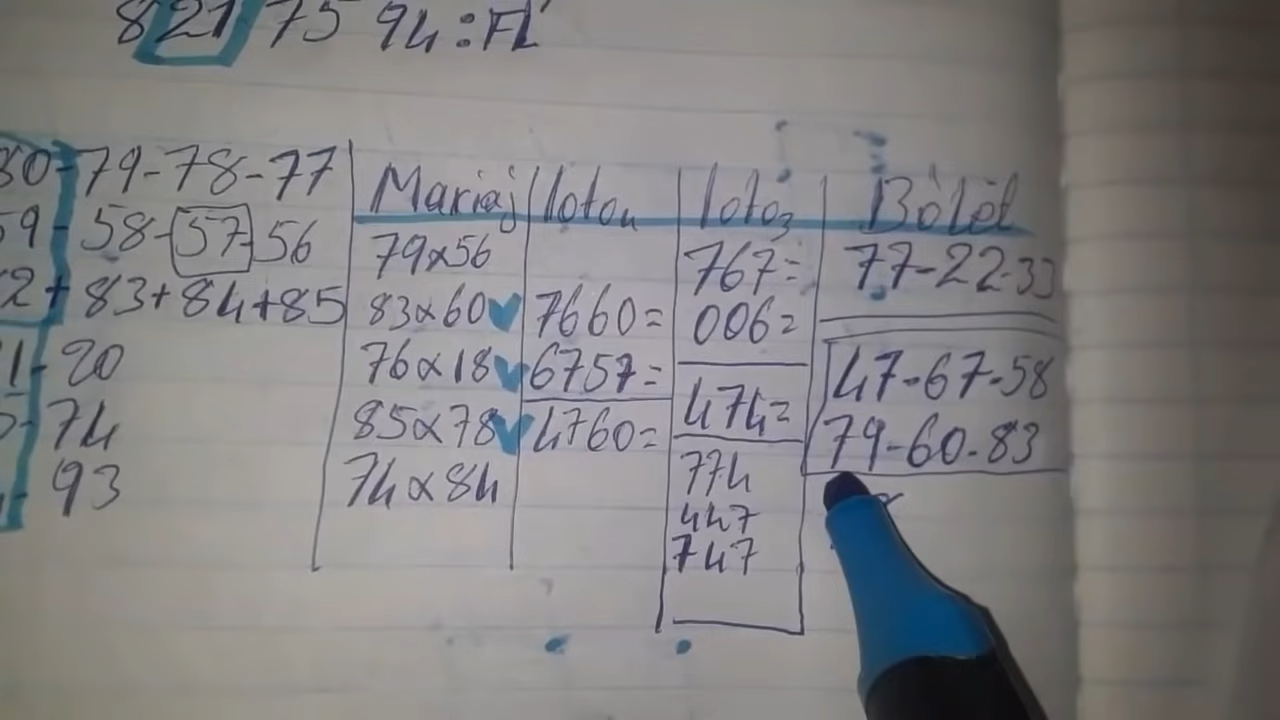 821 75 94:FL
80-79-78-77
59-58-57-56
+83+84+85
-20
-74
93
Mariaj
79x56
83x60
76x18
85x78
74x84
loto4
7660=
6757=
4760=
loto3
767=
006=
474=
774
447
747
Bòlèt
77-22-33
47-67-58
79-60-83